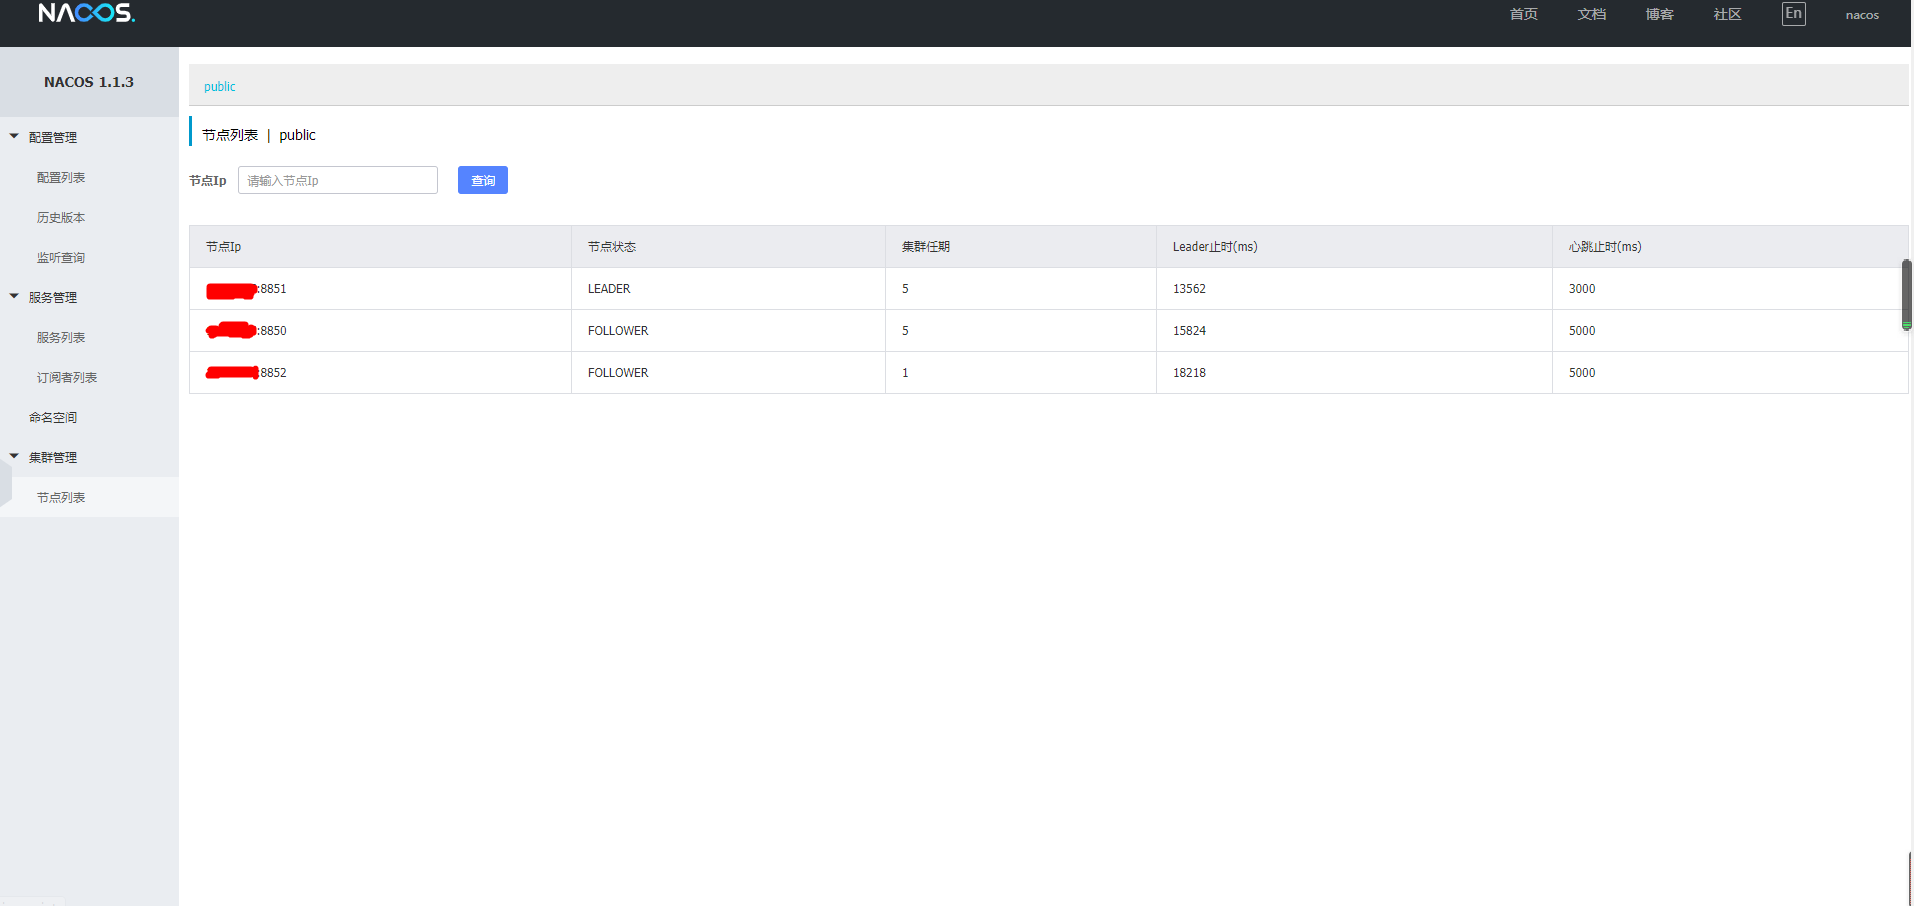 NACOS.
首页 文档 博客 社区 En nacos
NACOS 1.1.3
配置管理
配置列表
历史版本
监听查询
服务管理
服务列表
订阅者列表
命名空间
集群管理
节点列表
public
节点列表 | public
节点Ip 请输入节点Ip 查询
节点Ip 节点状态 集群任期 Leader止时(ms) 心跳止时(ms)
:8851 LEADER 5 13562 3000
:8850 FOLLOWER 5 15824 5000
:8852 FOLLOWER 1 18218 5000